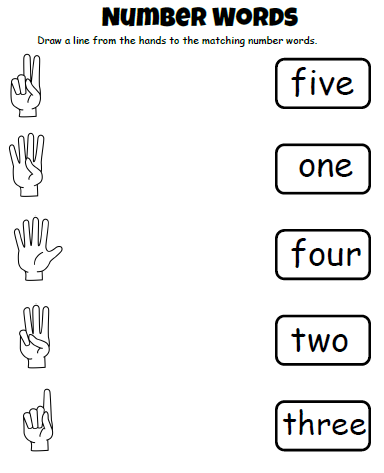 Number Words
Draw a line from the hands to the matching number words.
five
one
four
two
three